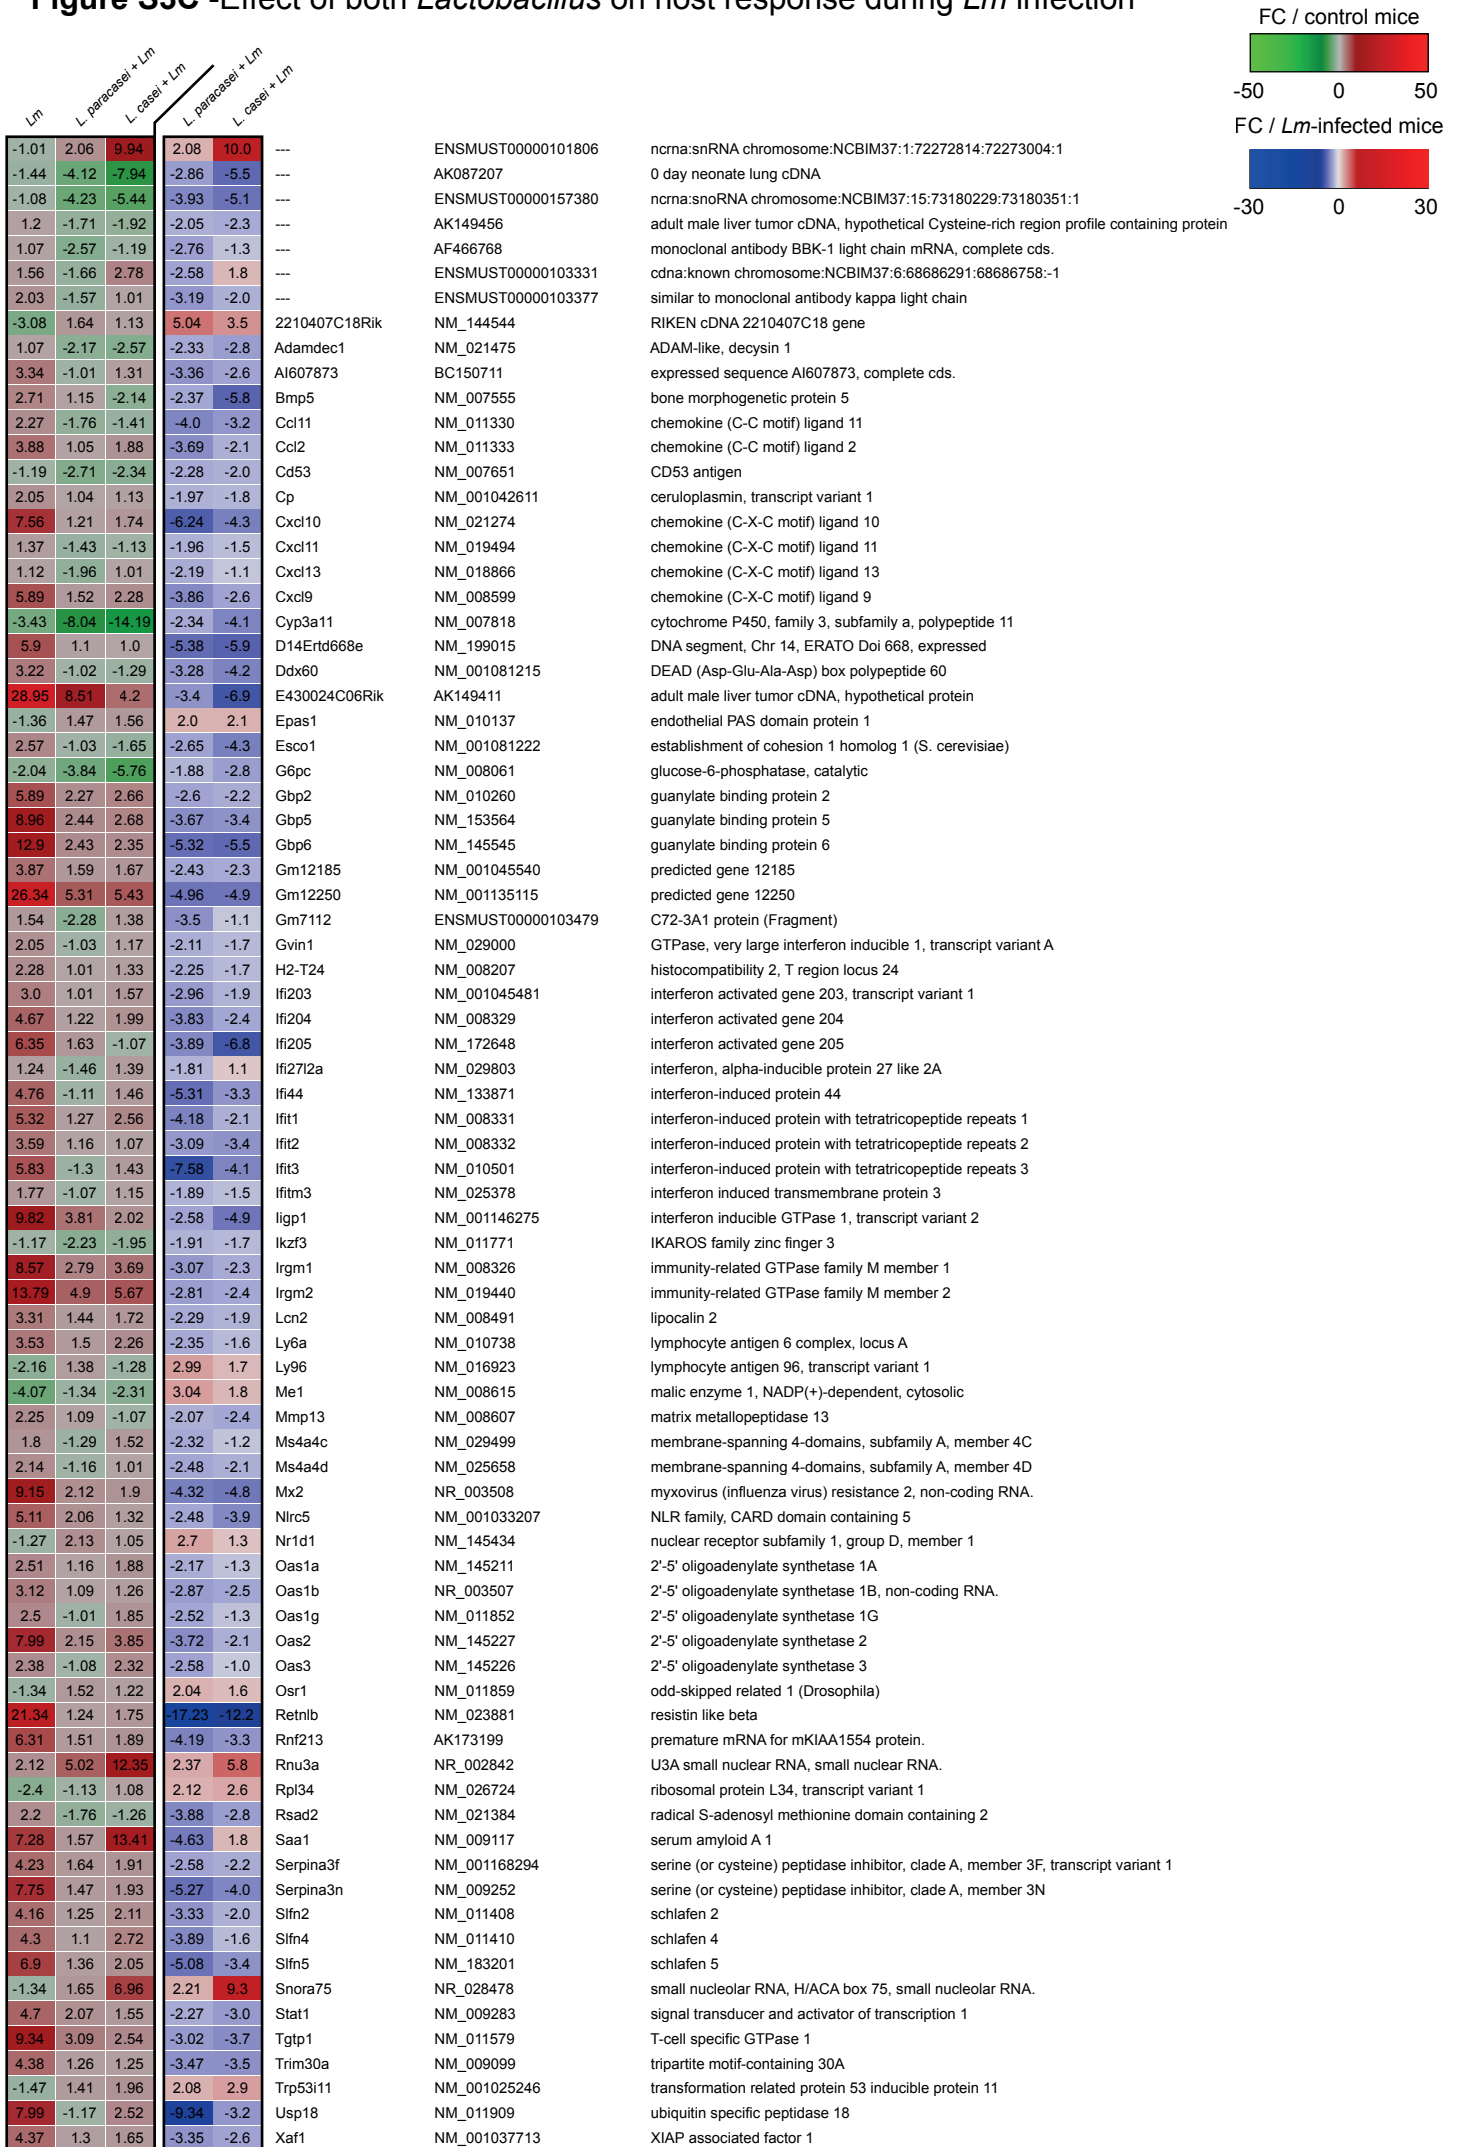 Figure S3C -Effect of both Lactobacillus on host response during Lm infection
FC / control mice
-50 0 50
FC / Lm-infected mice
-30 0 30
Lm L. paracasei + Lm L. casei + Lm L. paracasei + Lm L. casei + Lm
-1.01 2.06 9.94 2.08 10.0 --- ENSMUST00000101806 ncrna:snRNA chromosome:NCBIM37:1:72272814:72273004:1
-1.44 -4.12 -7.94 -2.86 -5.5 --- AK087207 0 day neonate lung cDNA
-1.08 -4.23 -5.44 -3.93 -5.1 --- ENSMUST00000157380 ncrna:snoRNA chromosome:NCBIM37:15:73180229:73180351:1
1.2 -1.71 -1.92 -2.05 -2.3 --- AK149456 adult male liver tumor cDNA, hypothetical Cysteine-rich region profile containing protein
1.07 -2.57 -1.19 -2.76 -1.3 --- AF466768 monoclonal antibody BBK-1 light chain mRNA, complete cds.
1.56 -1.66 2.78 -2.58 1.8 --- ENSMUST00000103331 cdna:known chromosome:NCBIM37:6:68686291:68686758:-1
2.03 -1.57 1.01 -3.19 -2.0 --- ENSMUST00000103377 similar to monoclonal antibody kappa light chain
-3.08 1.64 1.13 5.04 3.5 2210407C18Rik NM_144544 RIKEN cDNA 2210407C18 gene
1.07 -2.17 -2.57 -2.33 -2.8 Adamdec1 NM_021475 ADAM-like, decysin 1
3.34 -1.01 1.31 -3.36 -2.6 AI607873 BC150711 expressed sequence AI607873, complete cds.
2.71 1.15 -2.14 -2.37 -5.8 Bmp5 NM_007555 bone morphogenetic protein 5
2.27 -1.76 -1.41 -4.0 -3.2 Ccl11 NM_011330 chemokine (C-C motif) ligand 11
3.88 1.05 1.88 -3.69 -2.1 Ccl2 NM_011333 chemokine (C-C motif) ligand 2
-1.19 -2.71 -2.34 -2.28 -2.0 Cd53 NM_007651 CD53 antigen
2.05 1.04 1.13 -1.97 -1.8 Cp NM_001042611 ceruloplasmin, transcript variant 1
7.56 1.21 1.74 -6.24 -4.3 Cxcl10 NM_021274 chemokine (C-X-C motif) ligand 10
1.37 -1.43 -1.13 -1.96 -1.5 Cxcl11 NM_019494 chemokine (C-X-C motif) ligand 11
1.12 -1.96 1.01 -2.19 -1.1 Cxcl13 NM_018866 chemokine (C-X-C motif) ligand 13
5.89 1.52 2.28 -3.86 -2.6 Cxcl9 NM_008599 chemokine (C-X-C motif) ligand 9
-3.43 -8.04 -14.19 -2.34 -4.1 Cyp3a11 NM_007818 cytochrome P450, family 3, subfamily a, polypeptide 11
5.9 1.1 1.0 -5.38 -5.9 D14Ertd668e NM_199015 DNA segment, Chr 14, ERATO Doi 668, expressed
3.22 -1.02 -1.29 -3.28 -4.2 Ddx60 NM_001081215 DEAD (Asp-Glu-Ala-Asp) box polypeptide 60
28.95 8.51 4.2 -3.4 -6.9 E430024C06Rik AK149411 adult male liver tumor cDNA, hypothetical protein
-1.36 1.47 1.56 2.0 2.1 Epas1 NM_010137 endothelial PAS domain protein 1
2.57 -1.03 -1.65 -2.65 -4.3 Esco1 NM_001081222 establishment of cohesion 1 homolog 1 (S. cerevisiae)
-2.04 -3.84 -5.76 -1.88 -2.8 G6pc NM_008061 glucose-6-phosphatase, catalytic
5.89 2.27 2.66 -2.6 -2.2 Gbp2 NM_010260 guanylate binding protein 2
8.96 2.44 2.68 -3.67 -3.4 Gbp5 NM_153564 guanylate binding protein 5
12.9 2.43 2.35 -5.32 -5.5 Gbp6 NM_145545 guanylate binding protein 6
3.87 1.59 1.67 -2.43 -2.3 Gm12185 NM_001045540 predicted gene 12185
26.34 5.31 5.43 -4.96 -4.9 Gm12250 NM_001135115 predicted gene 12250
1.54 -2.28 1.38 -3.5 -1.1 Gm7112 ENSMUST00000103479 C72-3A1 protein (Fragment)
2.05 -1.03 1.17 -2.11 -1.7 Gvin1 NM_029000 GTPase, very large interferon inducible 1, transcript variant A
2.28 1.01 1.33 -2.25 -1.7 H2-T24 NM_008207 histocompatibility 2, T region locus 24
3.0 1.01 1.57 -2.96 -1.9 Ifi203 NM_001045481 interferon activated gene 203, transcript variant 1
4.67 1.22 1.99 -3.83 -2.4 Ifi204 NM_008329 interferon activated gene 204
6.35 1.63 -1.07 -3.89 -6.8 Ifi205 NM_172648 interferon activated gene 205
1.24 -1.46 1.39 -1.81 1.1 Ifi27l2a NM_029803 interferon, alpha-inducible protein 27 like 2A
4.76 -1.11 1.46 -5.31 -3.3 Ifi44 NM_133871 interferon-induced protein 44
5.32 1.27 2.56 -4.18 -2.1 Ifit1 NM_008331 interferon-induced protein with tetratricopeptide repeats 1
3.59 1.16 1.07 -3.09 -3.4 Ifit2 NM_008332 interferon-induced protein with tetratricopeptide repeats 2
5.83 -1.3 1.43 -7.58 -4.1 Ifit3 NM_010501 interferon-induced protein with tetratricopeptide repeats 3
1.77 -1.07 1.15 -1.89 -1.5 Ifitm3 NM_025378 interferon induced transmembrane protein 3
9.82 3.81 2.02 -2.58 -4.9 Iigp1 NM_001146275 interferon inducible GTPase 1, transcript variant 2
-1.17 -2.23 -1.95 -1.91 -1.7 Ikzf3 NM_011771 IKAROS family zinc finger 3
8.57 2.79 3.69 -3.07 -2.3 Irgm1 NM_008326 immunity-related GTPase family M member 1
13.79 4.9 5.67 -2.81 -2.4 Irgm2 NM_019440 immunity-related GTPase family M member 2
3.31 1.44 1.72 -2.29 -1.9 Lcn2 NM_008491 lipocalin 2
3.53 1.5 2.26 -2.35 -1.6 Ly6a NM_010738 lymphocyte antigen 6 complex, locus A
-2.16 1.38 -1.28 2.99 1.7 Ly96 NM_016923 lymphocyte antigen 96, transcript variant 1
-4.07 -1.34 -2.31 3.04 1.8 Me1 NM_008615 malic enzyme 1, NADP(+)-dependent, cytosolic
2.25 1.09 -1.07 -2.07 -2.4 Mmp13 NM_008607 matrix metallopeptidase 13
1.8 -1.29 1.52 -2.32 -1.2 Ms4a4c NM_029499 membrane-spanning 4-domains, subfamily A, member 4C
2.14 -1.16 1.01 -2.48 -2.1 Ms4a4d NM_025658 membrane-spanning 4-domains, subfamily A, member 4D
9.15 2.12 1.9 -4.32 -4.8 Mx2 NR_003508 myxovirus (influenza virus) resistance 2, non-coding RNA.
5.11 2.06 1.32 -2.48 -3.9 Nlrc5 NM_001033207 NLR family, CARD domain containing 5
-1.27 2.13 1.05 2.7 1.3 Nr1d1 NM_145434 nuclear receptor subfamily 1, group D, member 1
2.51 1.16 1.88 -2.17 -1.3 Oas1a NM_145211 2'-5' oligoadenylate synthetase 1A
3.12 1.09 1.26 -2.87 -2.5 Oas1b NR_003507 2'-5' oligoadenylate synthetase 1B, non-coding RNA.
2.5 -1.01 1.85 -2.52 -1.3 Oas1g NM_011852 2'-5' oligoadenylate synthetase 1G
7.99 2.15 3.85 -3.72 -2.1 Oas2 NM_145227 2'-5' oligoadenylate synthetase 2
2.38 -1.08 2.32 -2.58 -1.0 Oas3 NM_145226 2'-5' oligoadenylate synthetase 3
-1.34 1.52 1.22 2.04 1.6 Osr1 NM_011859 odd-skipped related 1 (Drosophila)
21.34 1.24 1.75 -17.23 -12.2 Retnlb NM_023881 resistin like beta
6.31 1.51 1.89 -4.19 -3.3 Rnf213 AK173199 premature mRNA for mKIAA1554 protein.
2.12 5.02 12.35 2.37 5.8 Rnu3a NR_002842 U3A small nuclear RNA, small nuclear RNA.
-2.4 -1.13 1.08 2.12 2.6 Rpl34 NM_026724 ribosomal protein L34, transcript variant 1
2.2 -1.76 -1.26 -3.88 -2.8 Rsad2 NM_021384 radical S-adenosyl methionine domain containing 2
7.28 1.57 13.41 -4.63 1.8 Saa1 NM_009117 serum amyloid A 1
4.23 1.64 1.91 -2.58 -2.2 Serpina3f NM_001168294 serine (or cysteine) peptidase inhibitor, clade A, member 3F, transcript variant 1
7.75 1.47 1.93 -5.27 -4.0 Serpina3n NM_009252 serine (or cysteine) peptidase inhibitor, clade A, member 3N
4.16 1.25 2.11 -3.33 -2.0 Slfn2 NM_011408 schlafen 2
4.3 1.1 2.72 -3.89 -1.6 Slfn4 NM_011410 schlafen 4
6.9 1.36 2.05 -5.08 -3.4 Slfn5 NM_183201 schlafen 5
-1.34 1.65 6.96 2.21 9.3 Snora75 NR_028478 small nucleolar RNA, H/ACA box 75, small nucleolar RNA.
4.7 2.07 1.55 -2.27 -3.0 Stat1 NM_009283 signal transducer and activator of transcription 1
9.34 3.09 2.54 -3.02 -3.7 Tgtp1 NM_011579 T-cell specific GTPase 1
4.38 1.26 1.25 -3.47 -3.5 Trim30a NM_009099 tripartite motif-containing 30A
-1.47 1.41 1.96 2.08 2.9 Trp53i11 NM_001025246 transformation related protein 53 inducible protein 11
7.99 -1.17 2.52 -9.34 -3.2 Usp18 NM_011909 ubiquitin specific peptidase 18
4.37 1.3 1.65 -3.35 -2.6 Xaf1 NM_001037713 XIAP associated factor 1